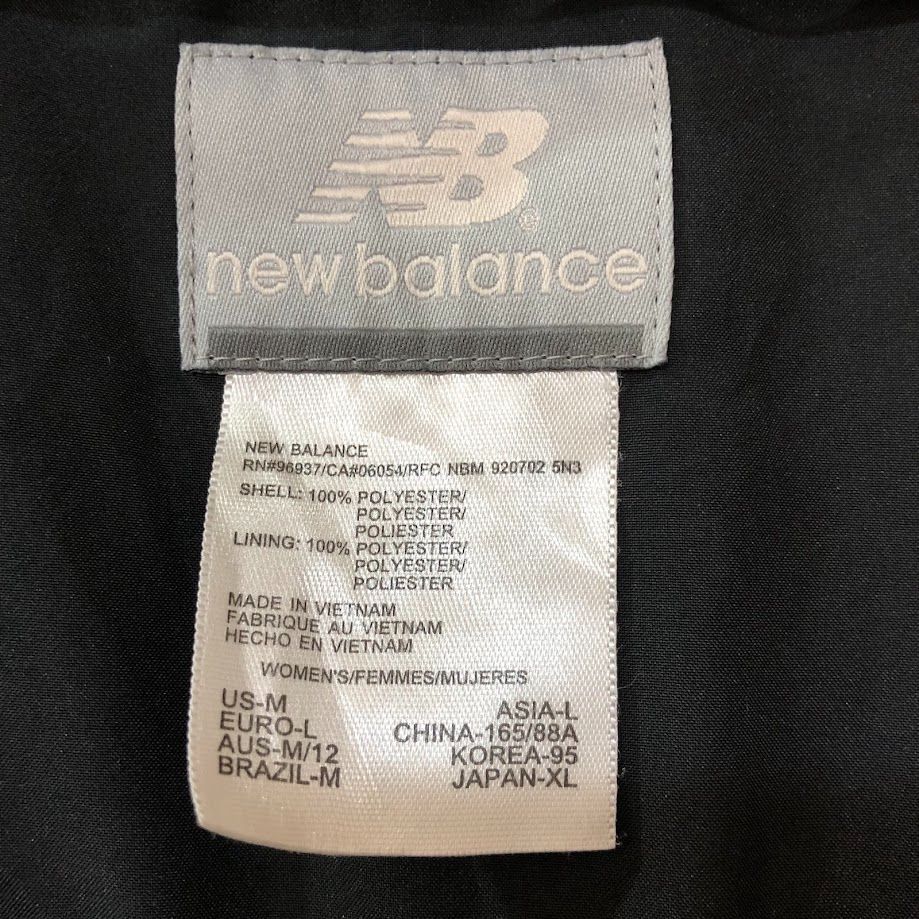 NB
new balance
NEW BALANCE
RN#96937/CA#06054/RFC NBM 920702 5N3
SHELL: 100% POLYESTER/
POLYESTER/
POLIESTER
LINING: 100% POLYESTER/
POLYESTER/
POLIESTER
MADE IN VIETNAM
FABRIQUE AU VIETNAM
HECHO EN VIETNAM
WOMEN'S/FEMMES/MUJERES
US-M ASIA-L
EURO-L CHINA-165/88A
AUS-M/12 KOREA-95
BRAZIL-M JAPAN-XL